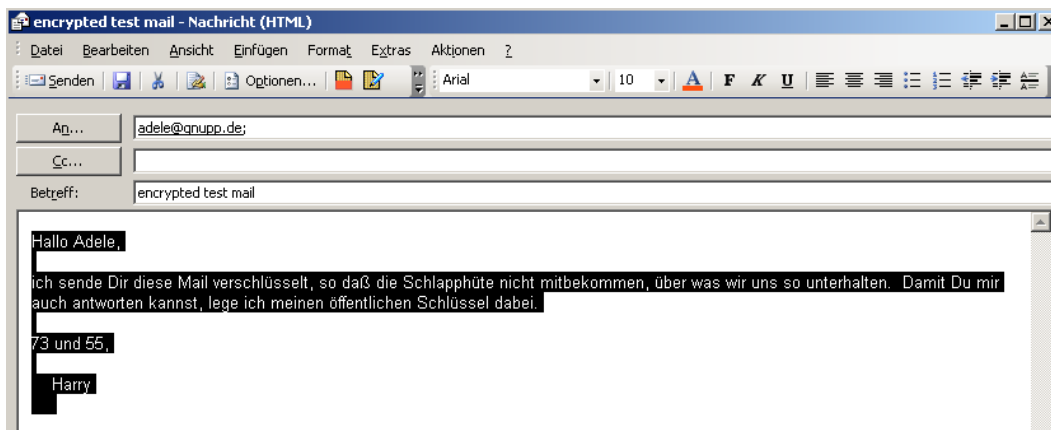 encrypted test mail - Nachricht (HTML)
Datei Bearbeiten Ansicht Einfügen Format Extras Aktionen ?
Senden Optionen... Arial 10 A F K U
An... adele@gnupp.de;
Cc...
Betreff: encrypted test mail
Hallo Adele,
ich sende Dir diese Mail verschlüsselt, so daß die Schlapphüte nicht mitbekommen, über was wir uns so unterhalten. Damit Du mir
auch antworten kannst, lege ich meinen öffentlichen Schlüssel dabei.
73 und 55,
Harry